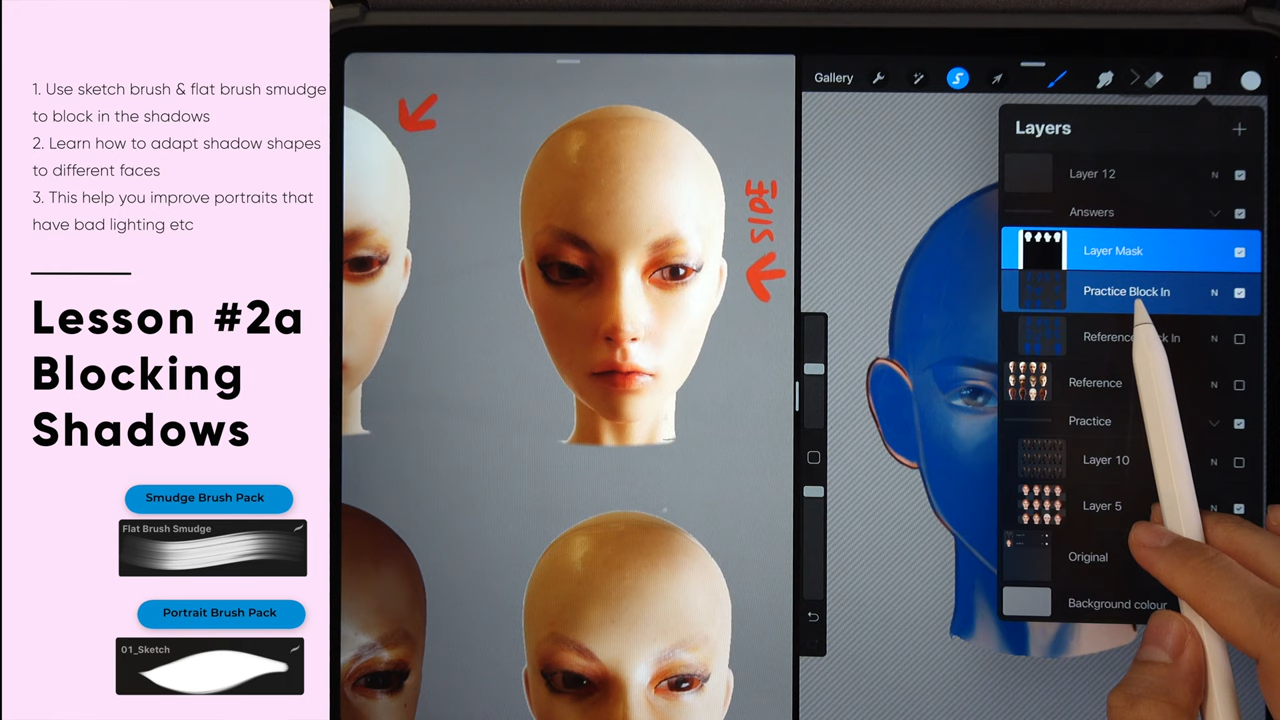 1. Use sketch brush & flat brush smudge
to block in the shadows
2. Learn how to adapt shadow shapes
to different faces
3. This help you improve portraits that
have bad lighting etc
Lesson #2a
Blocking
Shadows
Smudge Brush Pack
Flat Brush Smudge
Portrait Brush Pack
01_Sketch
SIDE
Gallery
Layers
Layer 12 N
Answers
Layer Mask
Practice Block In N
Reference In N
Reference N
Practice
Layer 10 N
Layer 5 N
Original
Background colour